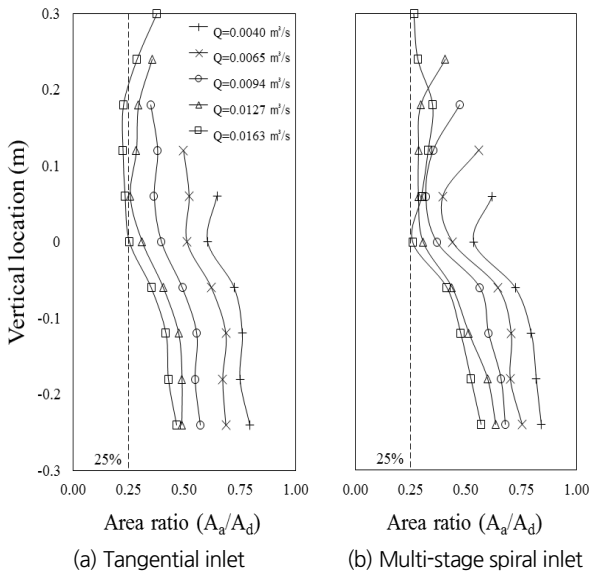 0.3
0.2
0.1
0
-0.1
-0.2
-0.3
Vertical location (m)
Q=0.0040 m³/s
Q=0.0065 m³/s
Q=0.0094 m³/s
Q=0.0127 m³/s
Q=0.0163 m³/s
25%
0.00 0.25 0.50 0.75 1.00
Area ratio (Aₐ/A_d)
(a) Tangential inlet
25%
0.00 0.25 0.50 0.75 1.00
Area ratio (Aₐ/A_d)
(b) Multi-stage spiral inlet